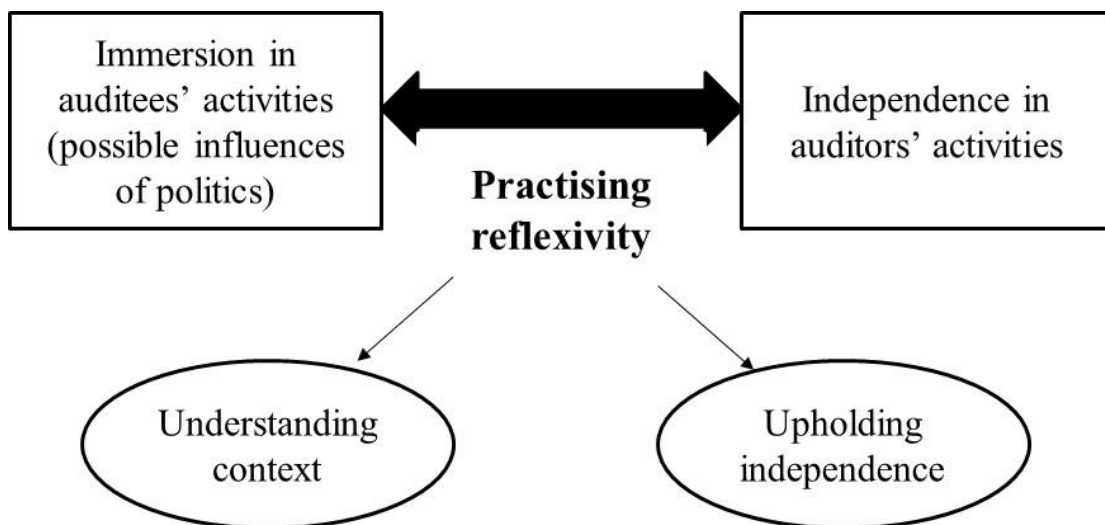 Immersion in
auditees’ activities
(possible influences
of politics)
Independence in
auditors’ activities
Practising
reflexivity
Understanding
context
Upholding
independence